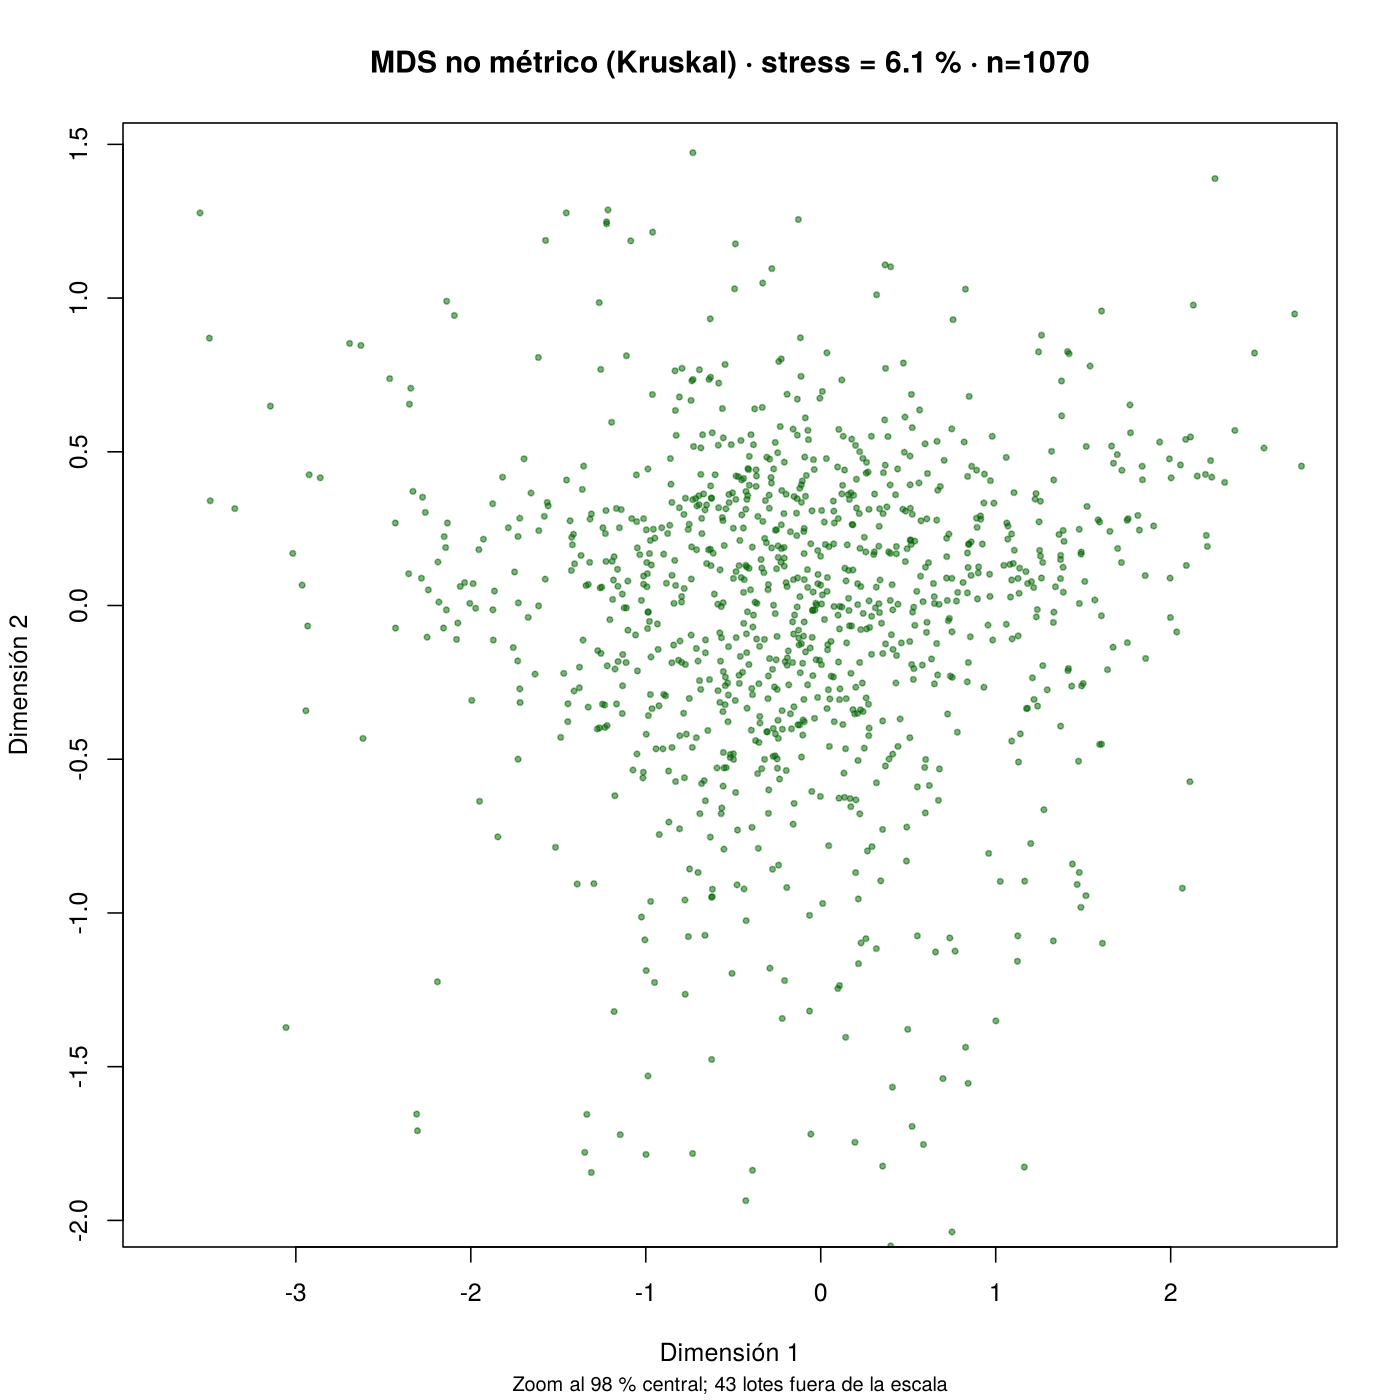 MDS no métrico (Kruskal) · stress = 6.1 % · n=1070
1.5
1.0
0.5
0.0
-0.5
-1.0
-1.5
-2.0
Dimensión 2
-3 -2 -1 0 1 2
Dimensión 1
Zoom al 98 % central; 43 lotes fuera de la escala